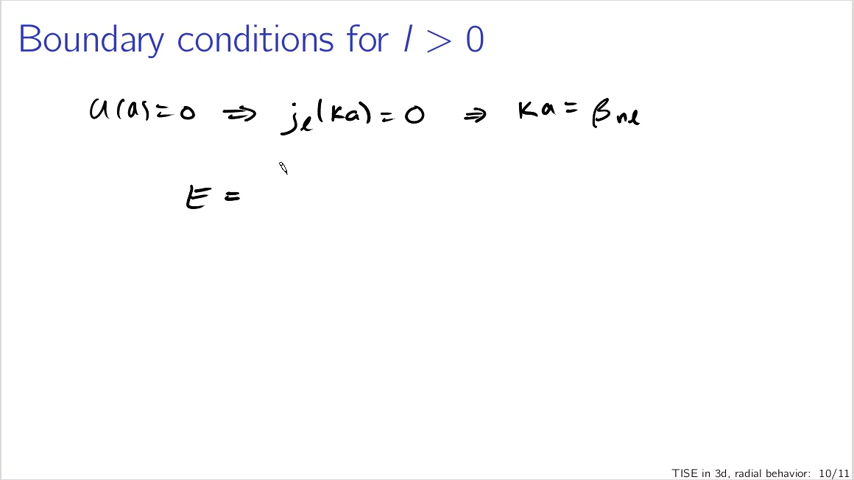 Boundary conditions for l > 0
u(a) = 0 ⇒ jₗ(ka) = 0 ⇒ ka = βₙₗ
E =
TISE in 3d, radial behavior: 10/11